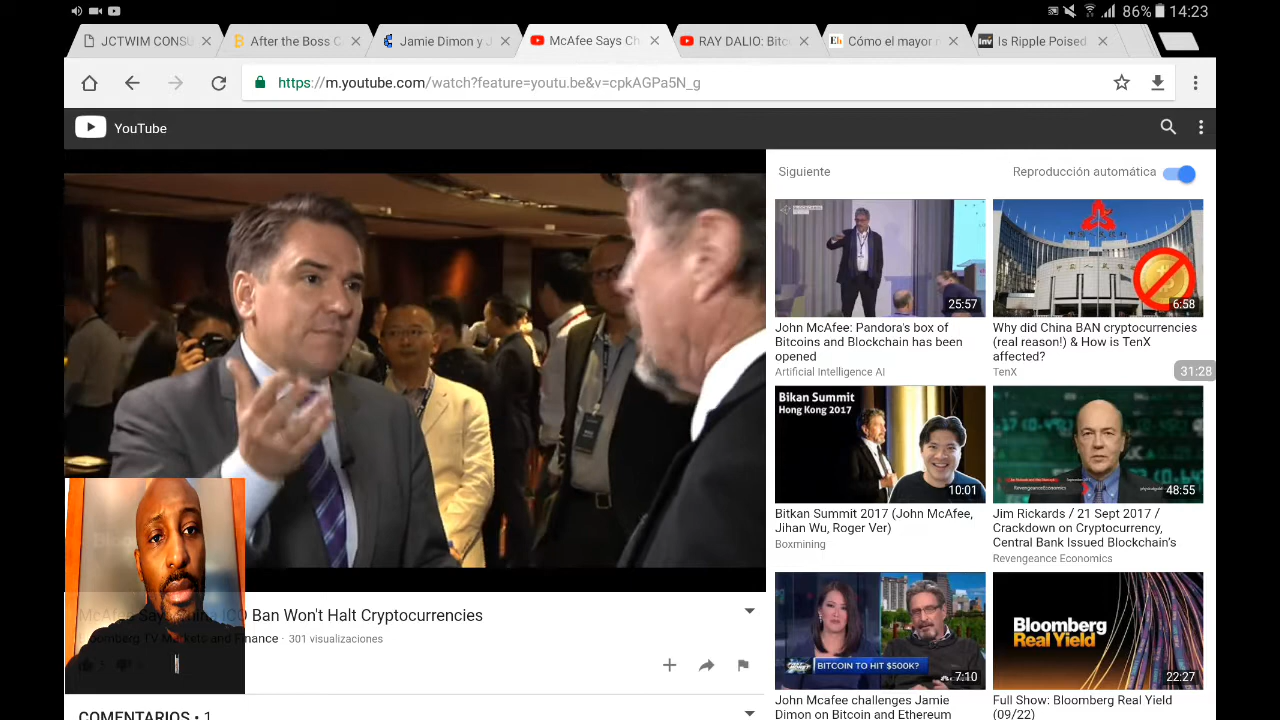 86% 14:23
JCTWIM CONSU
After the Boss C
Jamie Dimon y J
McAfee Says Ch
RAY DALIO: Bitc
Cómo el mayor
Is Ripple Poised
https://m.youtube.com/watch?feature=youtu.be&v=cpkAGPa5N_g
YouTube
Siguiente
Reproducción automática
25:57
John McAfee: Pandora's box of
Bitcoins and Blockchain has been
opened
Artificial Intelligence AI
6:58
Why did China BAN cryptocurrencies
(real reason!) & How is TenX
affected?
TenX
31:28
Bikan Summit
Hong Kong 2017
10:01
Bitkan Summit 2017 (John McAfee,
Jihan Wu, Roger Ver)
Boxmining
48:55
Jim Rickards / 21 Sept 2017 /
Crackdown on Cryptocurrency,
Central Bank Issued Blockchain's
Revengeance Economics
BITCOIN TO HIT $500K?
7:10
John Mcafee challenges Jamie
Dimon on Bitcoin and Ethereum
Bloomberg
Real Yield
22:27
Full Show: Bloomberg Real Yield
(09/22)
McAfee Says China ICO Ban Won't Halt Cryptocurrencies
Bloomberg TV Markets and Finance · 301 visualizaciones
COMENTARIOS • 1